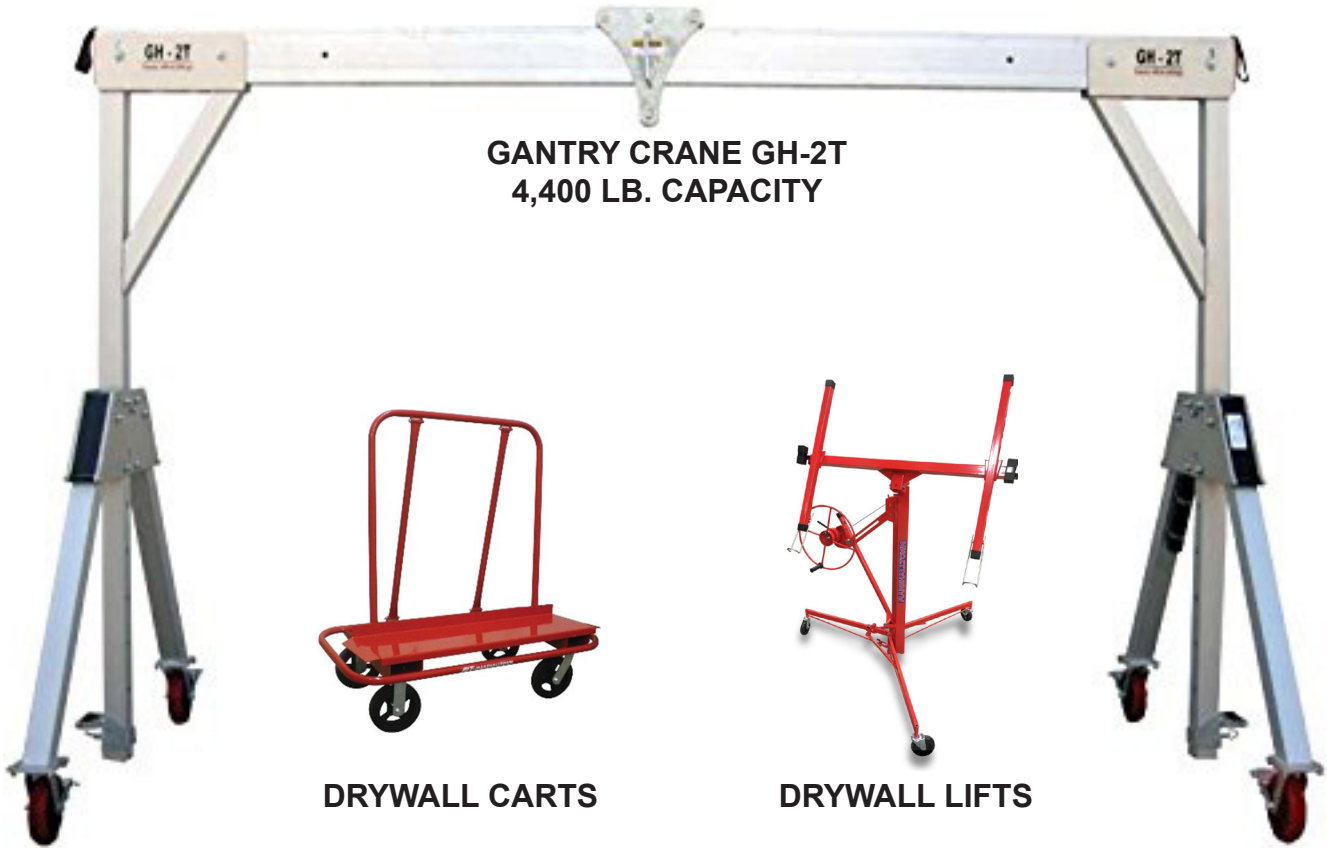 GH - 2T
GH - 2T
GANTRY CRANE GH-2T
4,400 LB. CAPACITY
DRYWALL CARTS
DRYWALL LIFTS